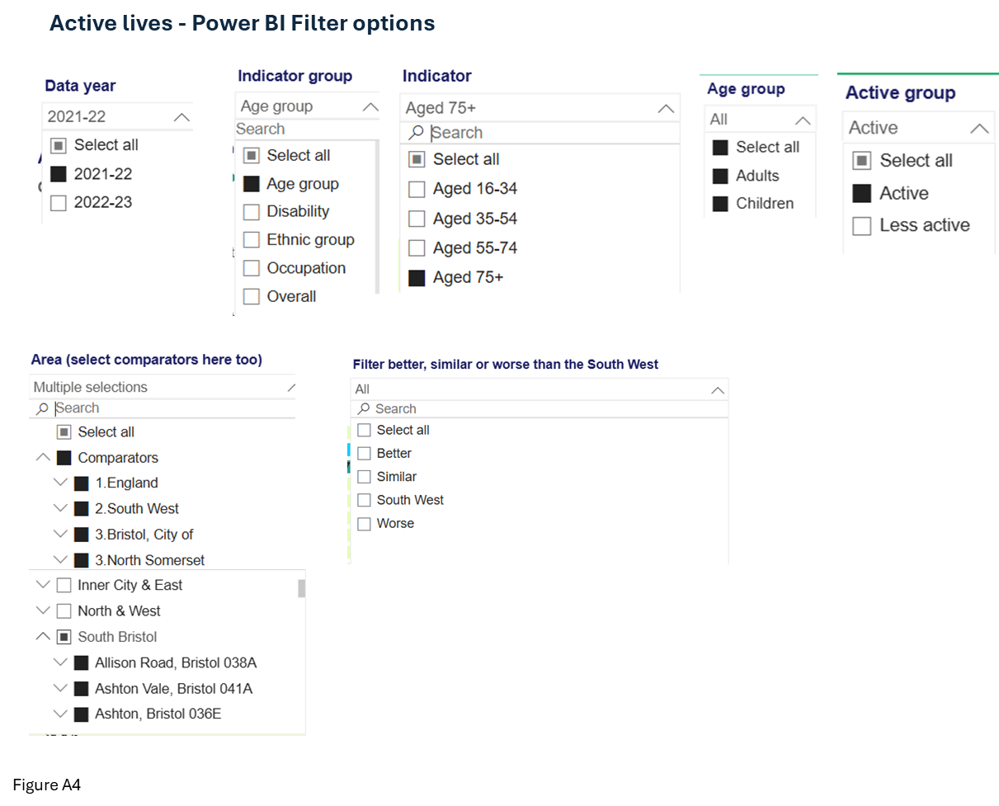 Active lives - Power BI Filter options
Data year
2021-22
Select all
2021-22
2022-23
Indicator group
Age group
Search
Select all
Age group
Disability
Ethnic group
Occupation
Overall
Indicator
Aged 75+
Search
Select all
Aged 16-34
Aged 35-54
Aged 55-74
Aged 75+
Age group
All
Select all
Adults
Children
Active group
Active
Select all
Active
Less active
Area (select comparators here too)
Multiple selections
Search
Select all
Comparators
1.England
2.South West
3.Bristol, City of
3.North Somerset
Inner City & East
North & West
South Bristol
Allison Road, Bristol 038A
Ashton Vale, Bristol 041A
Ashton, Bristol 036E
Filter better, similar or worse than the South West
All
Search
Select all
Better
Similar
South West
Worse
Figure A4